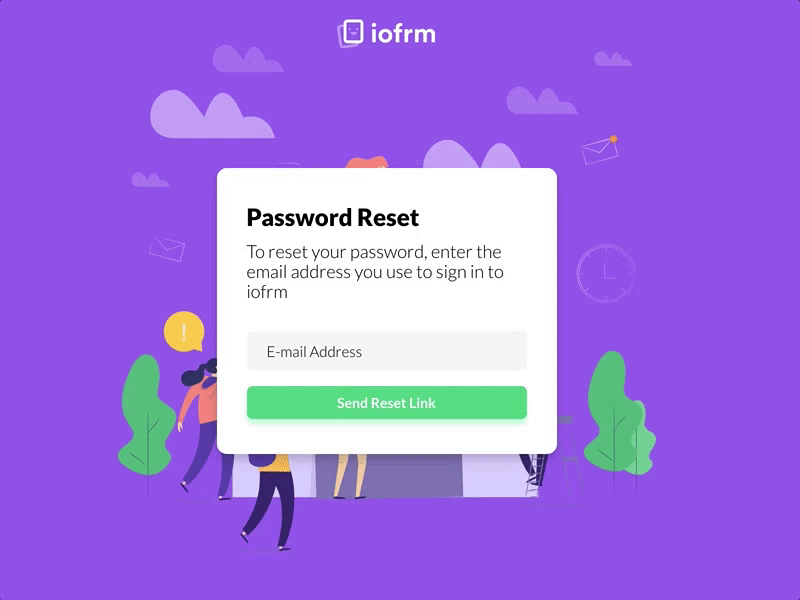 iofrm
Password Reset
To reset your password, enter the
email address you use to sign in to
iofrm
!
E-mail Address
Send Reset Link